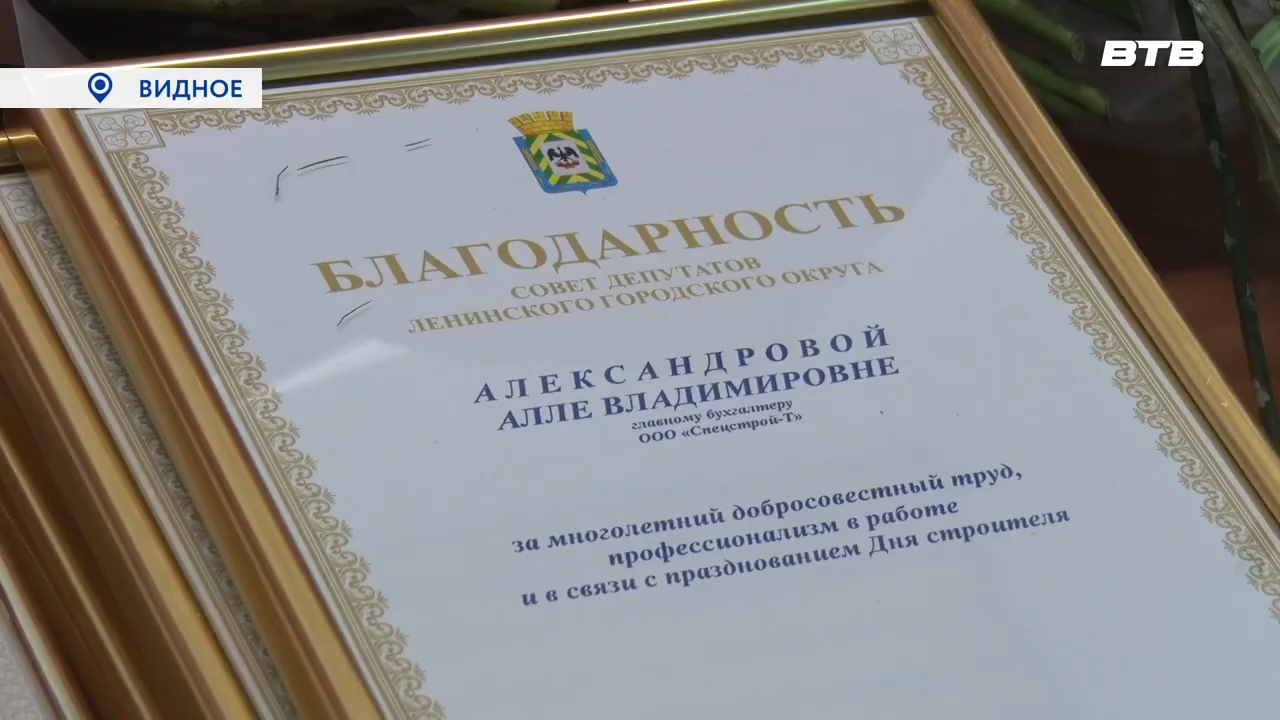 ВТВ
ВИДНОЕ
БЛАГОДАРНОСТЬ
СОВЕТ ДЕПУТАТОВ
ЛЕНИНСКОГО ГОРОДСКОГО ОКРУГА
АЛЕКСАНДРОВОЙ
АЛЛЕ ВЛАДИМИРОВНЕ
главному бухгалтеру
ООО «Спецстрой-Т»
за многолетний добросовестный труд,
профессионализм в работе
и в связи с празднованием Дня строителя